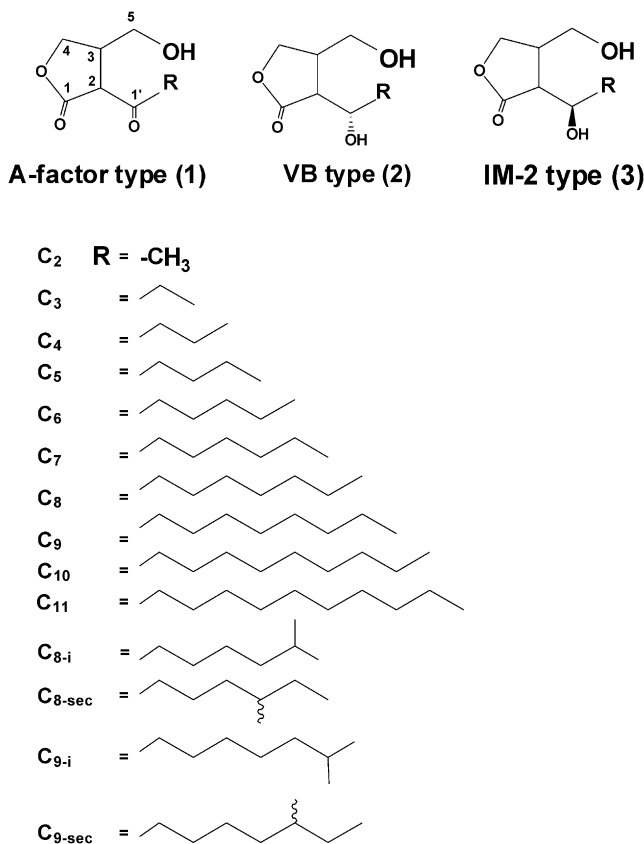 5
4
3
OH
O
1
2
R
1'
O
O
A-factor type (1)
OH
O
R
O
OH
VB type (2)
OH
O
R
O
OH
IM-2 type (3)
C₂ R = -CH₃
C₃ =
C₄ =
C₅ =
C₆ =
C₇ =
C₈ =
C₉ =
C₁₀ =
C₁₁ =
C₈₋ᵢ =
C8-sec =
C₉₋ᵢ =
C9-sec =